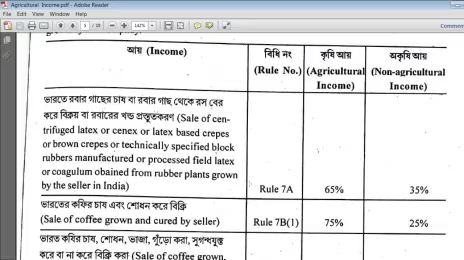 Agricultural Income.pdf - Adobe Reader
File Edit View Window Help
5 / 18
142%
Comment
আয় (Income)
বিধি নং
(Rule No.)
কৃষি আয়
(Agricultural
Income)
অকৃষি আয়
(Non-agricultural
Income)
ভারতে রবার গাছের চাষ বা রবার গাছ থেকে রস বের
করে বিক্রয় বা রবারের খন্ড প্রস্তুতকরণ (Sale of cen-
trifuged latex or cenex or latex based crepes
or brown crepes or technically specified block
rubbers manufactured or processed field latex
or coagulum obained from rubber plants grown
by the seller in India)
Rule 7A
65%
35%
ভারতের কফির চাষ এবং শোধন করে বিক্রি
(Sale of coffee grown and cured by seller)
Rule 7B(1)
75%
25%
ভারত কফির চাষ, শোধন, ভাজা, গুঁড়ো করা, সুগন্ধযুক্ত
করে বা না করে বিক্রি করা (Sale of coffee grown,